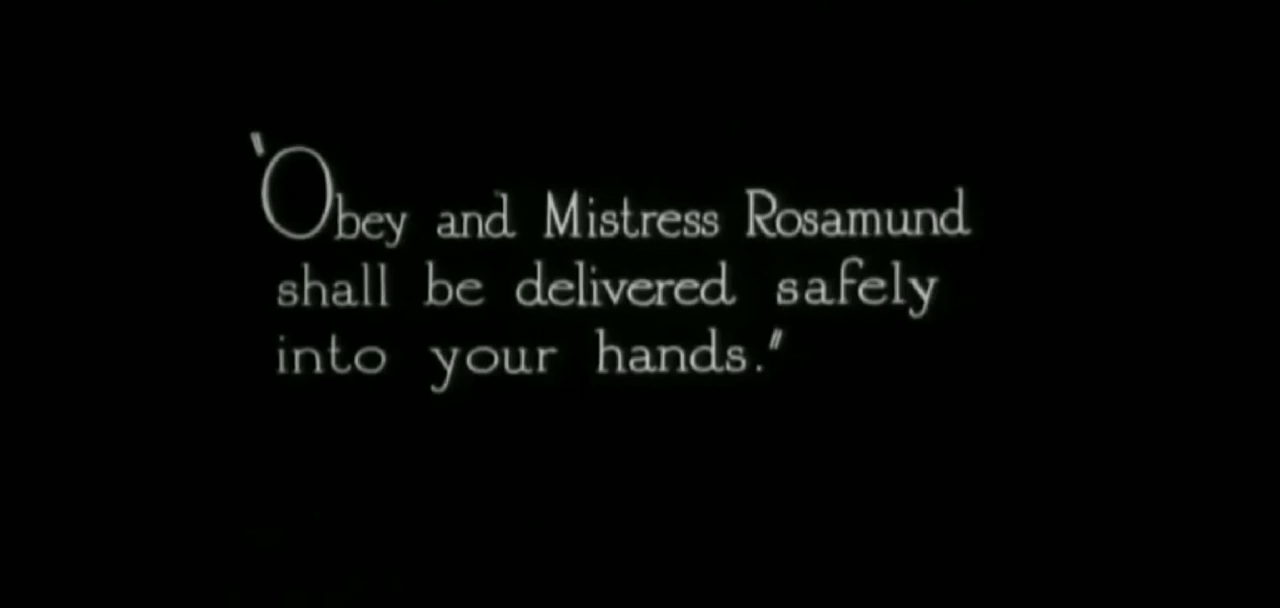 "Obey and Mistress Rosamund
shall be delivered safely
into your hands."